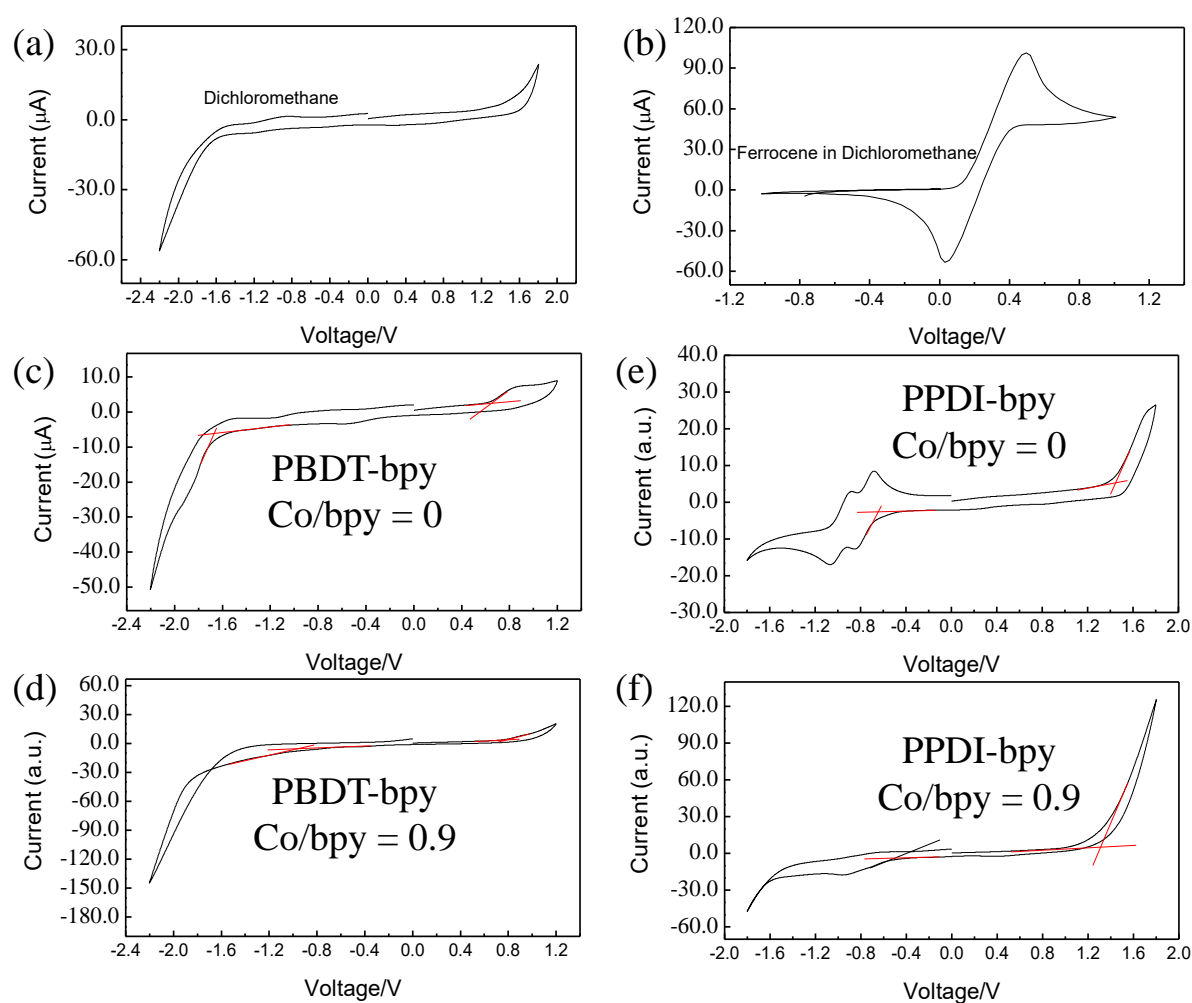 (a)
30.0
0.0
-30.0
-60.0
Current (μA)
Dichloromethane
-2.4 -2.0 -1.6 -1.2 -0.8 -0.4 0.0 0.4 0.8 1.2 1.6 2.0
Voltage/V
(b)
120.0
90.0
60.0
30.0
0.0
-30.0
-60.0
Current (μA)
Ferrocene in Dichloromethane
-1.2 -0.8 -0.4 0.0 0.4 0.8 1.2
Voltage/V
(c)
10.0
0.0
-10.0
-20.0
-30.0
-40.0
-50.0
Current (μA)
PBDT-bpy
Co/bpy = 0
-2.4 -2.0 -1.6 -1.2 -0.8 -0.4 0.0 0.4 0.8 1.2
Voltage/V
(e)
40.0
30.0
20.0
10.0
0.0
-10.0
-20.0
-30.0
Current (a.u.)
PPDI-bpy
Co/bpy = 0
-2.0 -1.6 -1.2 -0.8 -0.4 0.0 0.4 0.8 1.2 1.6 2.0
Voltage/V
(d)
60.0
30.0
0.0
-30.0
-60.0
-90.0
-120.0
-150.0
-180.0
Current (a.u.)
PBDT-bpy
Co/bpy = 0.9
-2.4 -2.0 -1.6 -1.2 -0.8 -0.4 0.0 0.4 0.8 1.2
Voltage/V
(f)
120.0
90.0
60.0
30.0
0.0
-30.0
-60.0
Current (a.u.)
PPDI-bpy
Co/bpy = 0.9
-2.0 -1.6 -1.2 -0.8 -0.4 0.0 0.4 0.8 1.2 1.6 2.0
Voltage/V